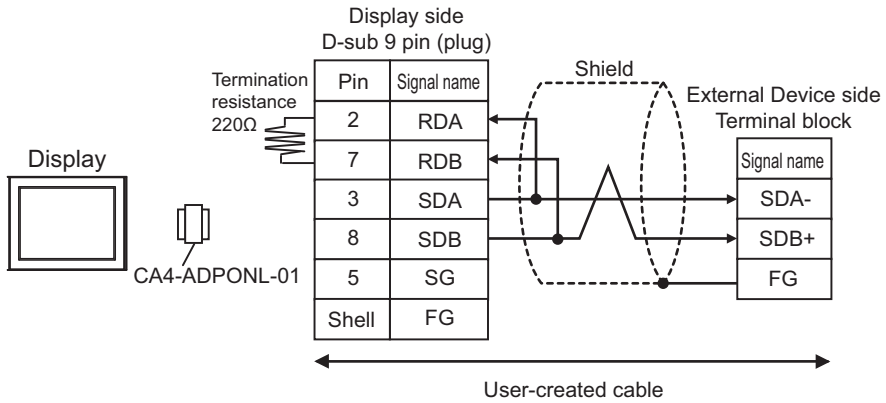 Display side
D-sub 9 pin (plug)
Termination
resistance
220Ω
Pin Signal name
2 RDA
7 RDB
3 SDA
8 SDB
5 SG
Shell FG
Display
CA4-ADPONL-01
Shield
External Device side
Terminal block
Signal name
SDA-
SDB+
FG
User-created cable